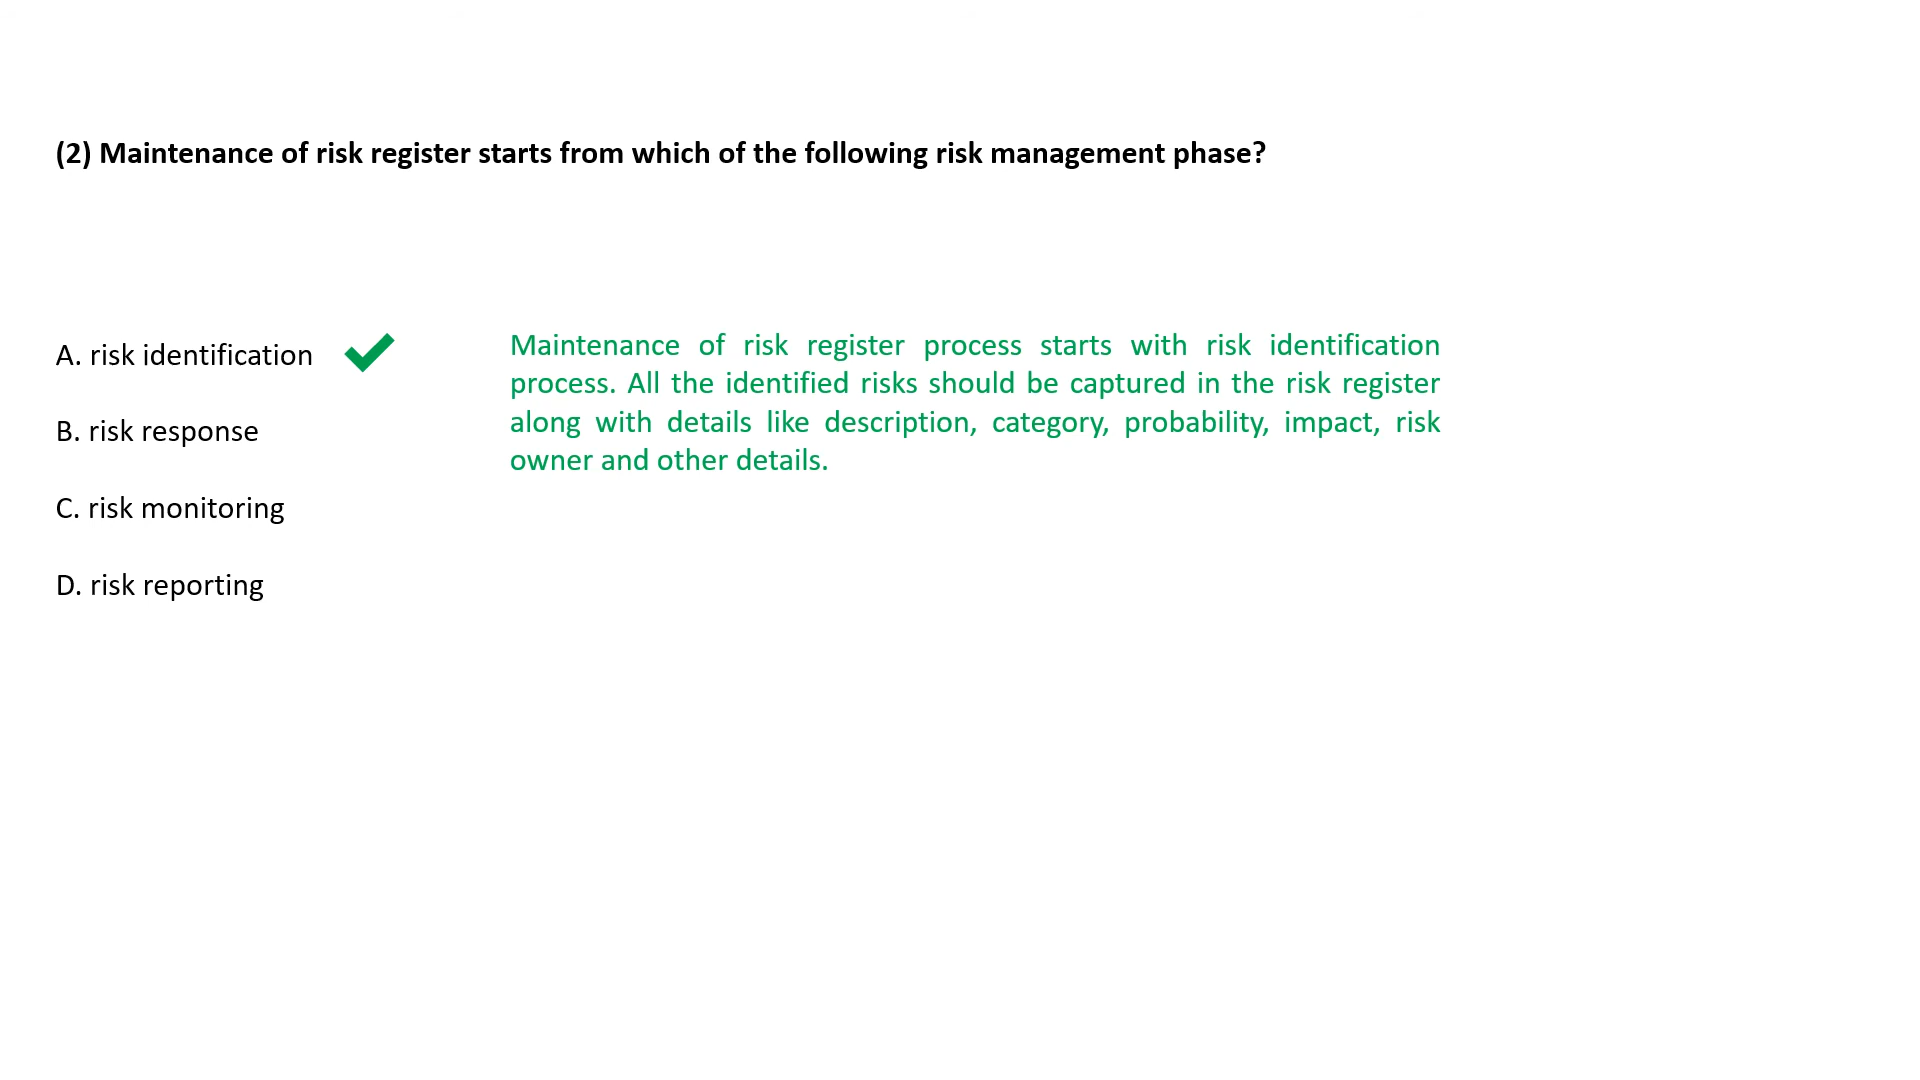 (2) Maintenance of risk register starts from which of the following risk management phase?
A. risk identification
B. risk response
C. risk monitoring
D. risk reporting
Maintenance of risk register process starts with risk identification
process. All the identified risks should be captured in the risk register
along with details like description, category, probability, impact, risk
owner and other details.